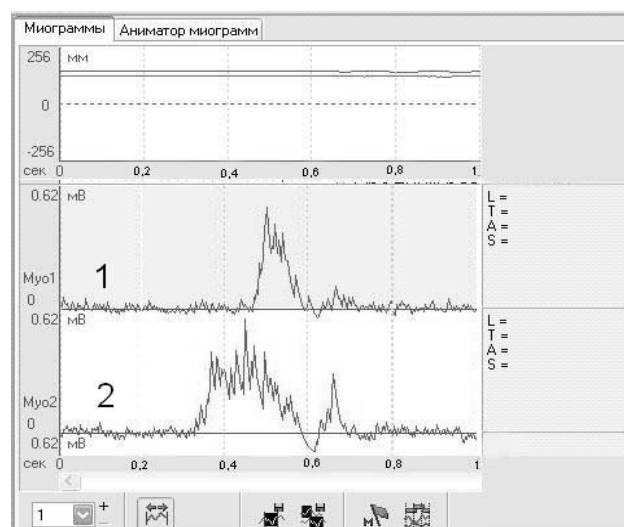 Миограммы Аниматор миограмм
256 мм
0
-256
сек 0 0,2 0,4 0,6 0,8 1
0.62 мВ
L =
T =
A =
S =
1
Myo1
0
0.62 мВ
L =
T =
A =
S =
2
Myo2
0
0.62 мВ
сек 0 0,2 0,4 0,6 0,8 1
1 + −
M